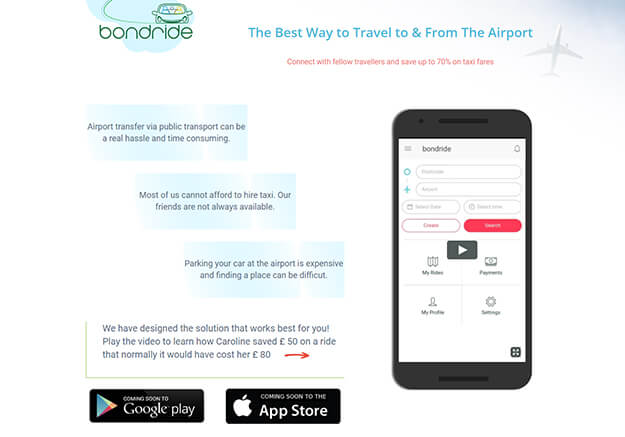 bondride
The Best Way to Travel to & From The Airport
Connect with fellow travellers and save up to 70% on taxi fares
Airport transfer via public transport can be
a real hassle and time consuming.
Most of us cannot afford to hire taxi. Our
friends are not always available.
Parking your car at the airport is expensive
and finding a place can be difficut.
We have designed the solution that works best for you!
Play the video to learn how Caroline saved £ 50 on a ride
that normally it would have cost her £ 80
COMING SOON TO
Google play
COMING SOON TO THE
App Store
bondride
Postcode
Airport
Select Date
Select time
Create
Search
My Rides
Payments
My Profile
Settings